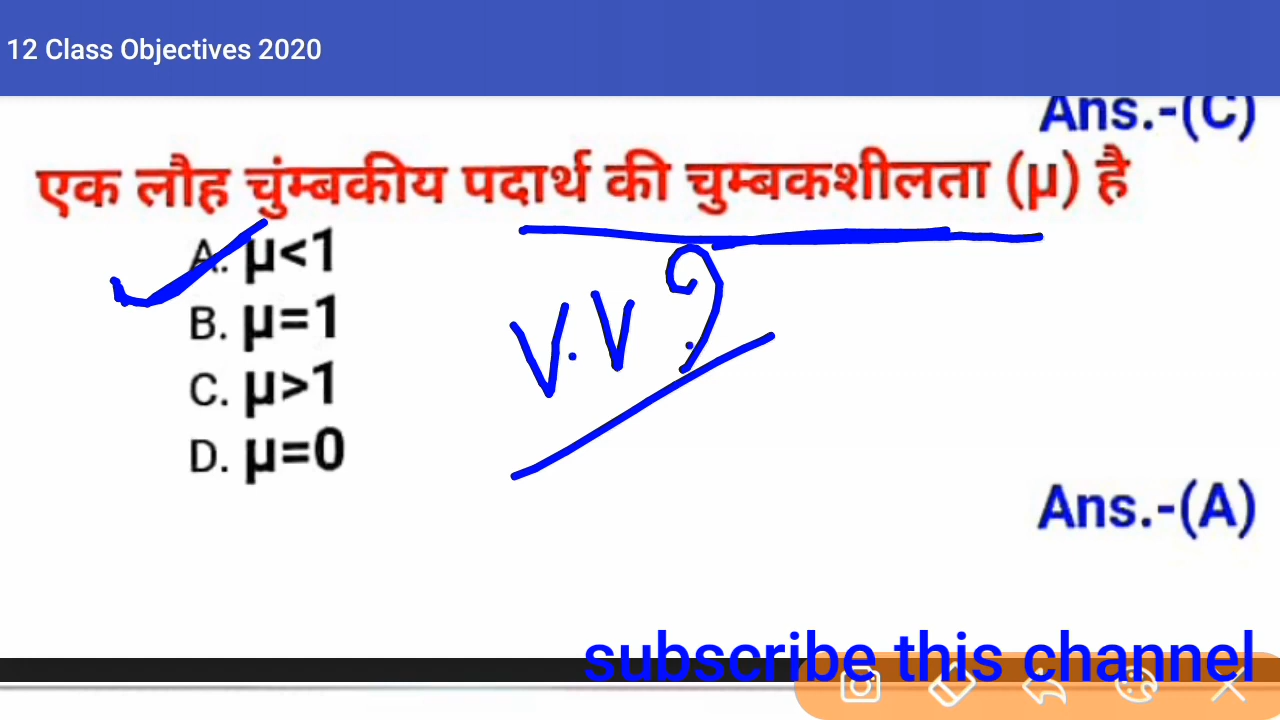 12 Class Objectives 2020
Ans.-(C)
एक लौह चुंम्बकीय पदार्थ की चुम्बकशीलता (μ) है
A. μ<1
B. μ=1
C. μ>1
D. μ=0
V.V ?
Ans.-(A)
subscribe this channel